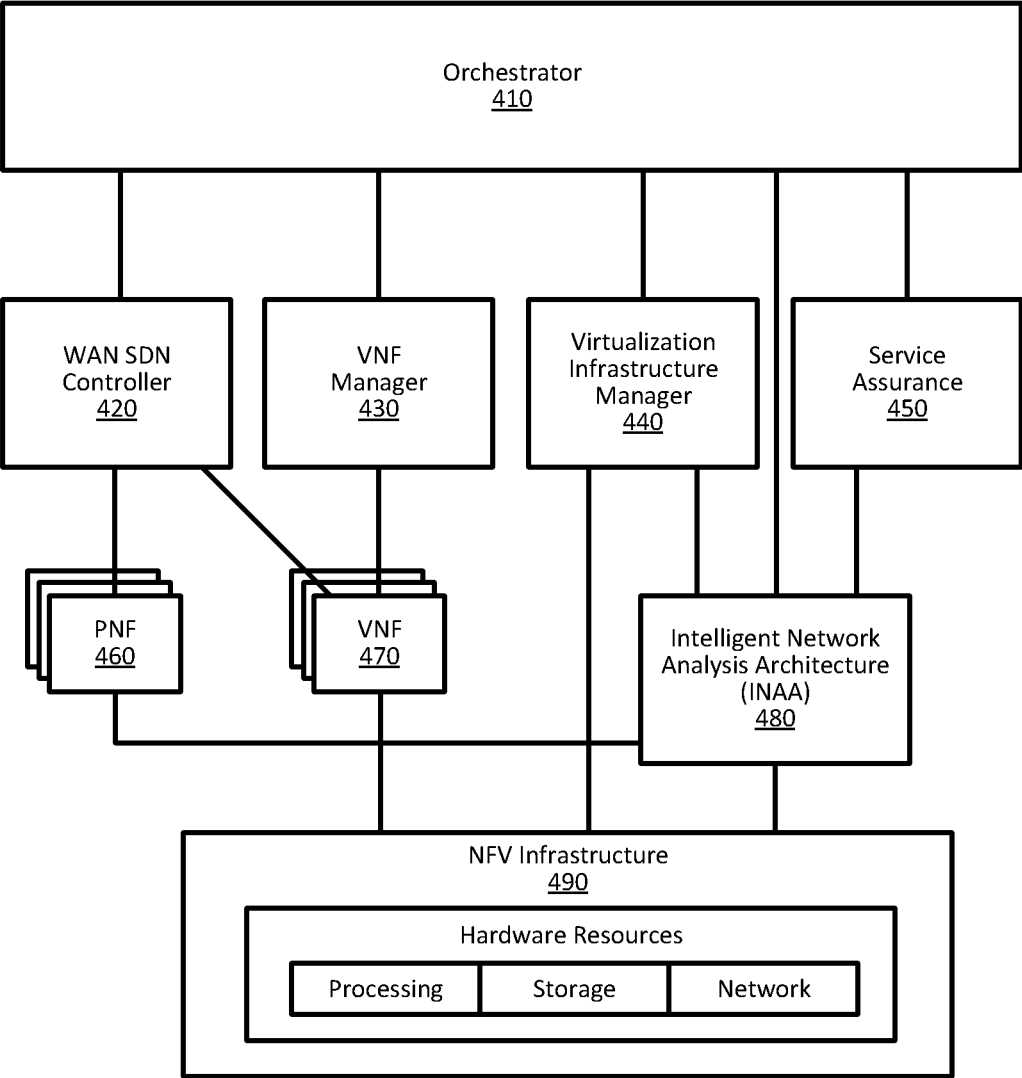 Orchestrator
410
WAN SDN
Controller
420
VNF
Manager
430
Virtualization
Infrastructure
Manager
440
Service
Assurance
450
PNF
460
VNF
470
Intelligent Network
Analysis Architecture
(INAA)
480
NFV Infrastructure
490
Hardware Resources
Processing
Storage
Network